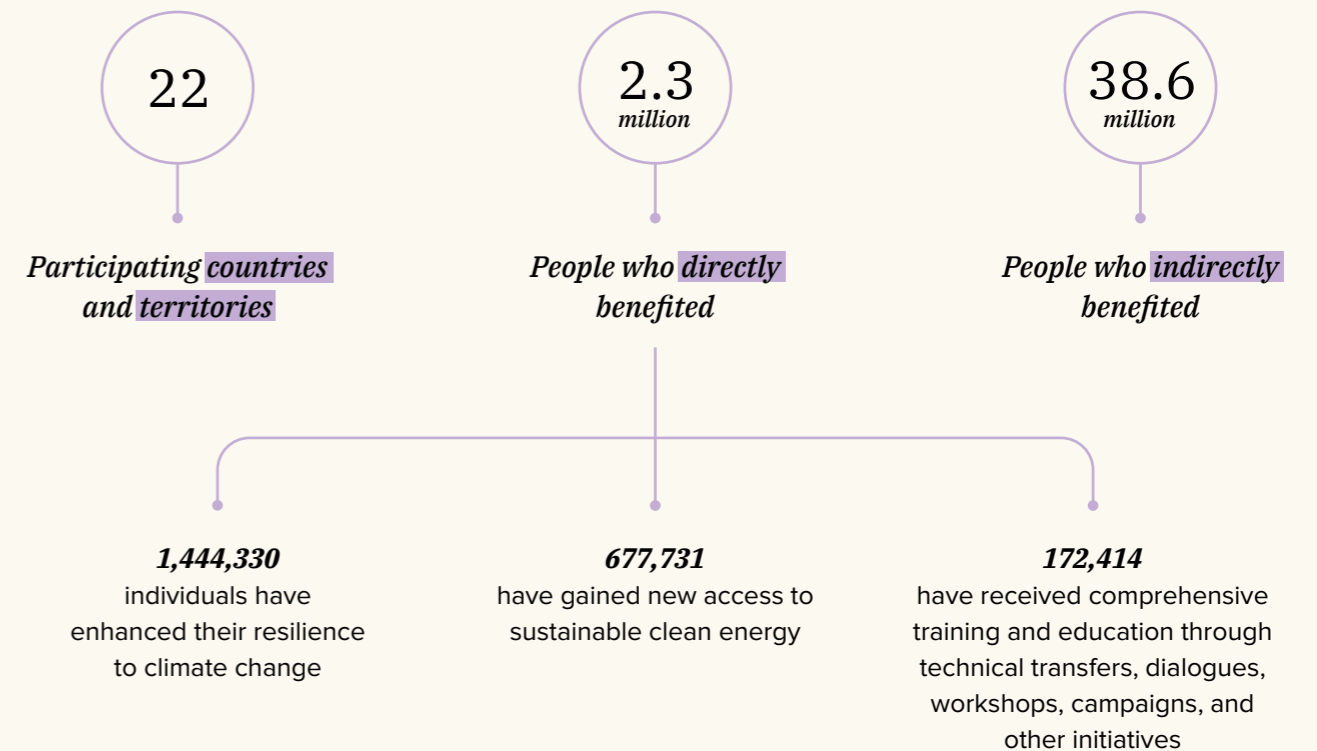 22
Participating countries
and territories
2.3
million
People who directly
benefited
38.6
million
People who indirectly
benefited
1,444,330
individuals have
enhanced their resilience
to climate change
677,731
have gained new access to
sustainable clean energy
172,414
have received comprehensive
training and education through
technical transfers, dialogues,
workshops, campaigns, and
other initiatives